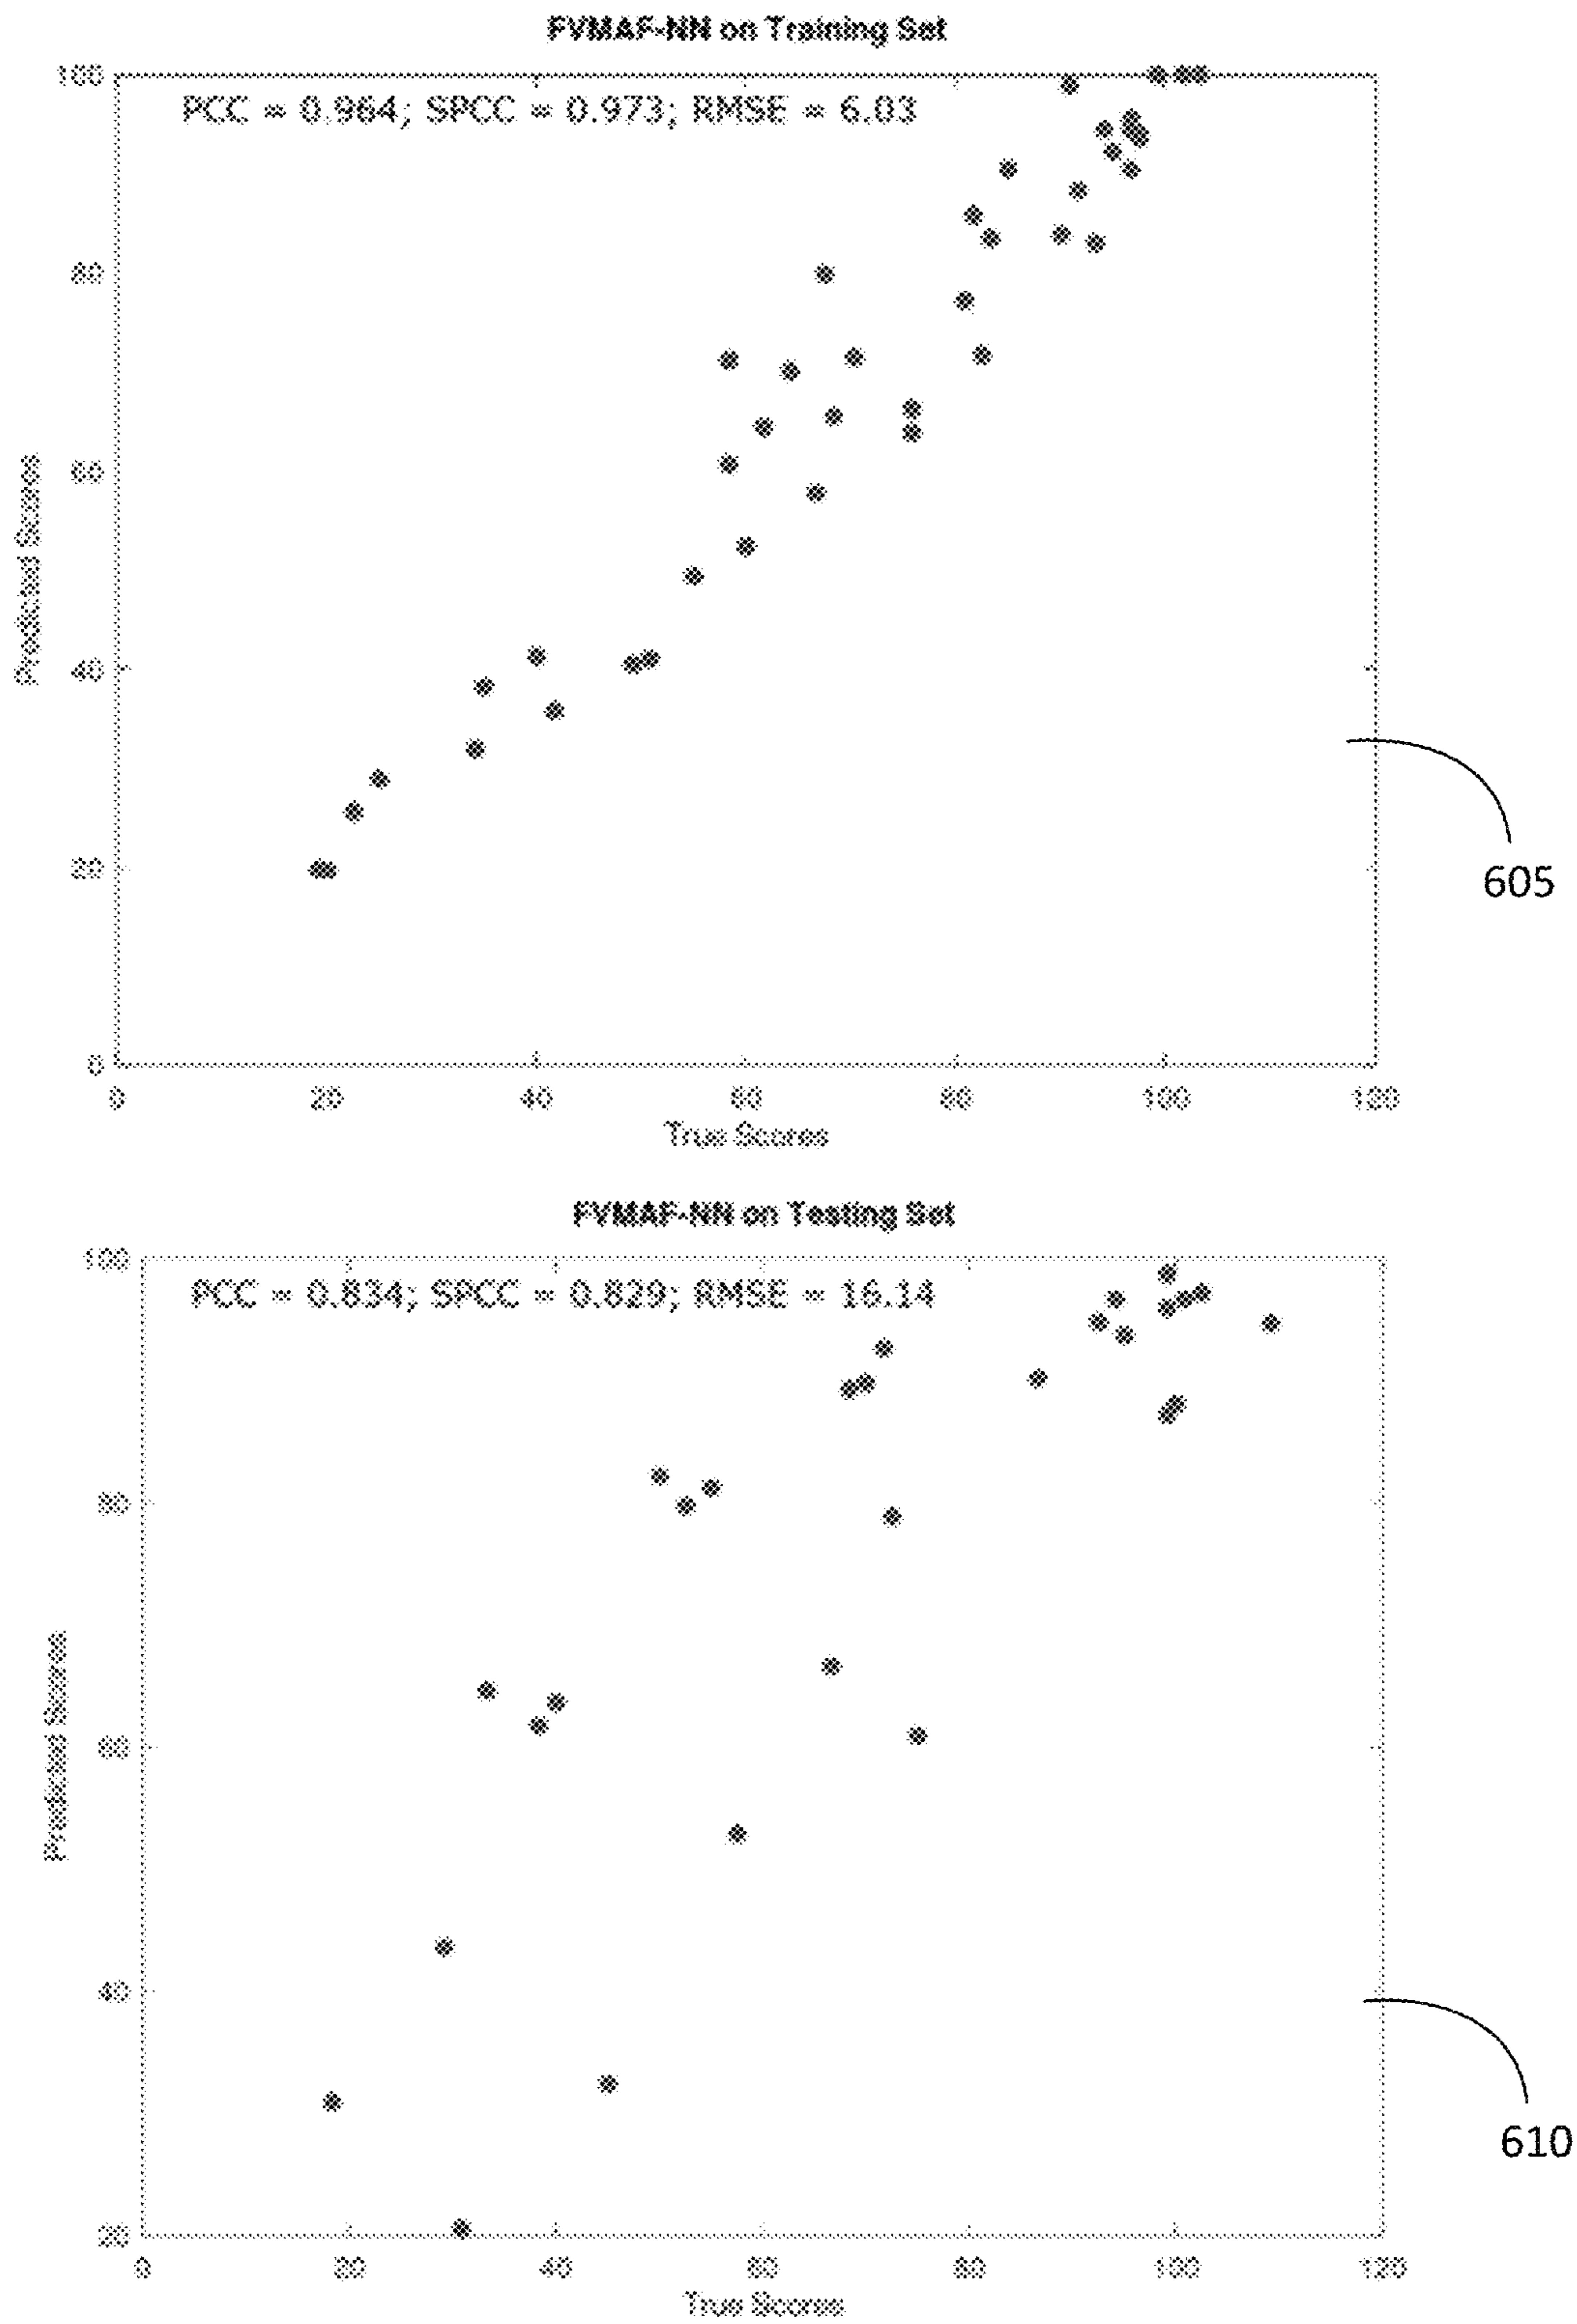 FVMAF-NN on Training Set
100
PCC = 0.964; SPCC = 0.973; RMSE = 6.03
80
60
Predicted Scores
40
605
20
0
0 20 40 60 80 100 120
True Scores
FVMAF-NN on Testing Set
100
PCC = 0.834; SPCC = 0.829; RMSE = 16.14
80
Predicted Scores
60
40
610
20
0 20 40 60 80 100 120
True Scores